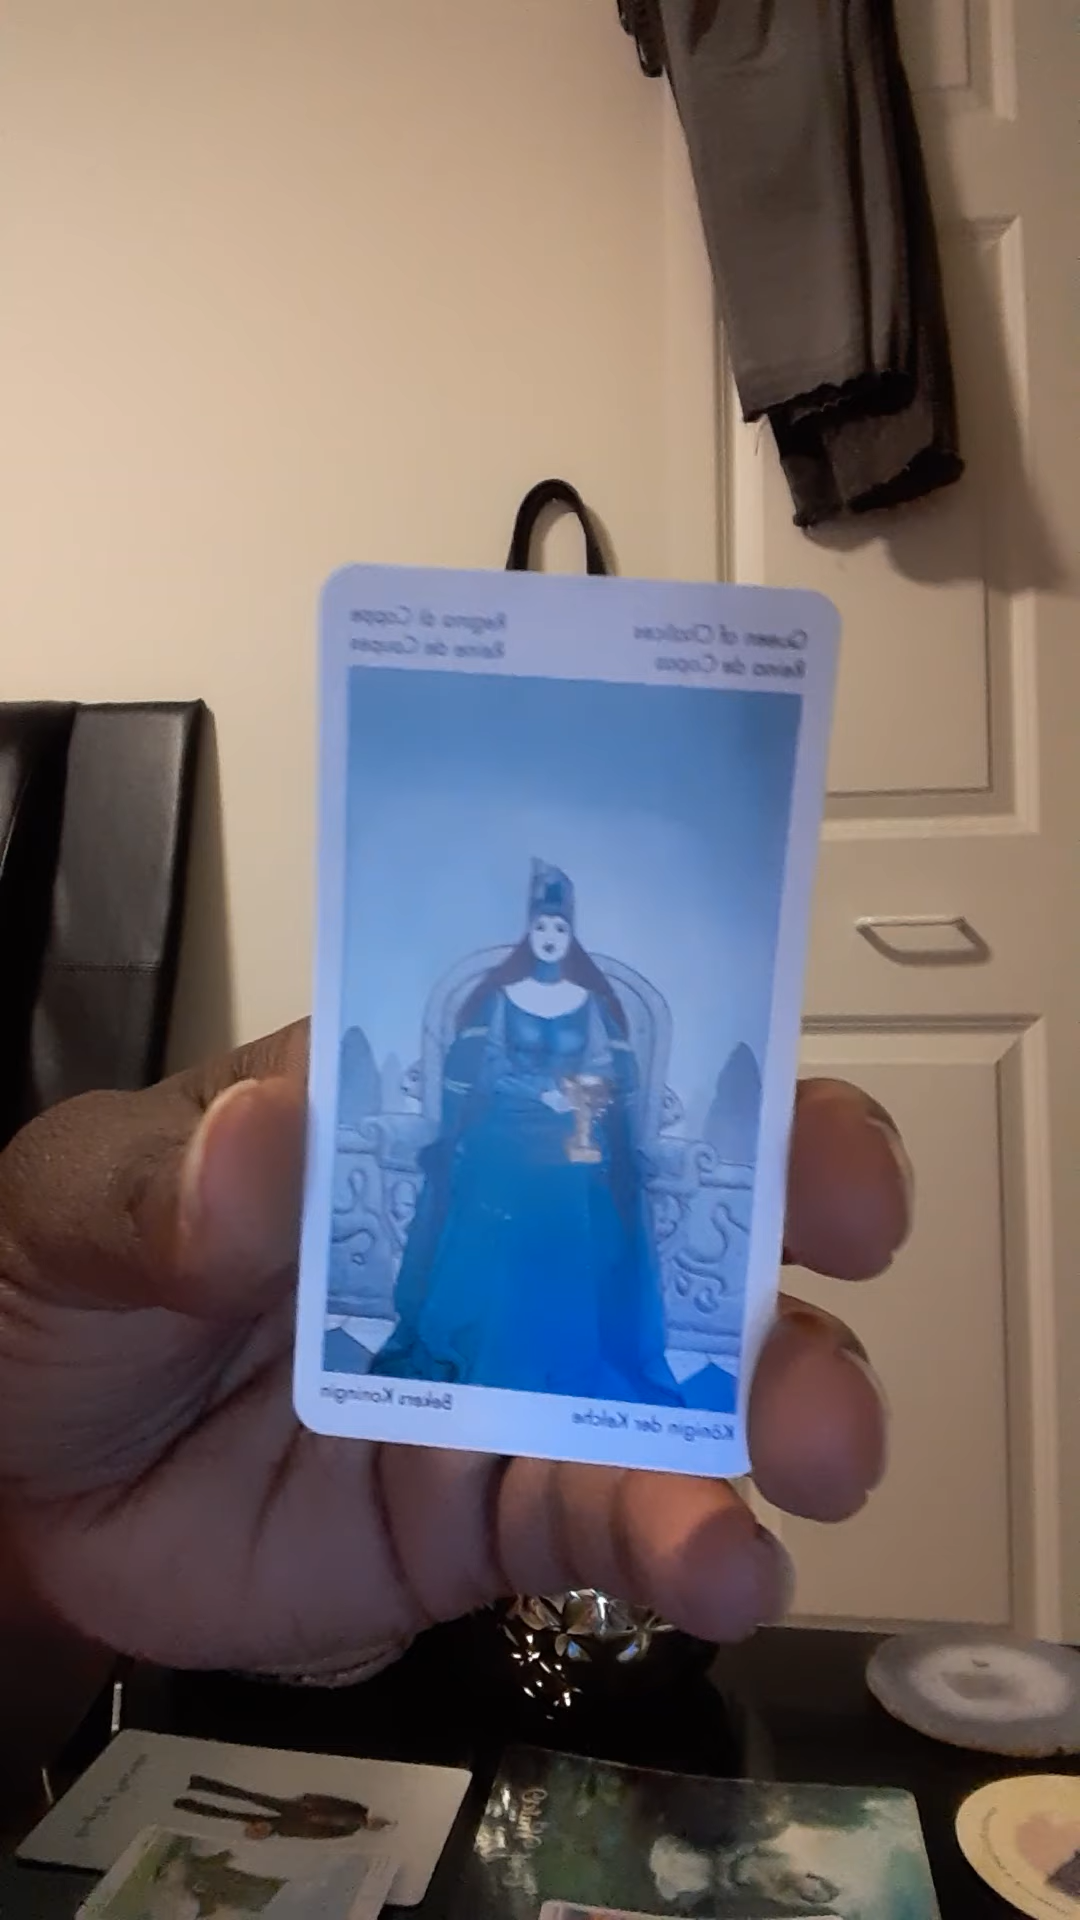 Queen of Chalices
Reina de Copas
Regina di Coppe
Reine de Coupes
Königin der Kelche
Bekers Koningin